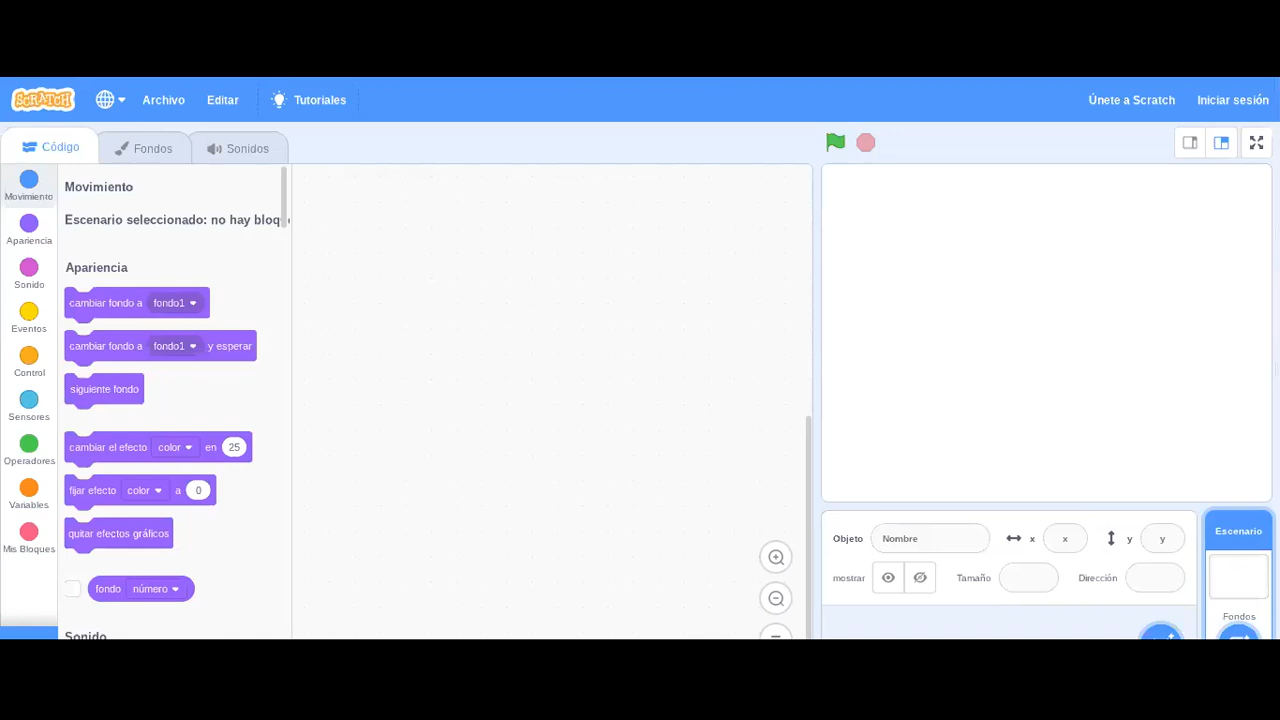 SCRATCH Archivo Editar Tutoriales Únete a Scratch Iniciar sesión
Código Fondos Sonidos
Movimiento
Apariencia
Sonido
Eventos
Control
Sensores
Operadores
Variables
Mis Bloques
Movimiento
Escenario seleccionado: no hay bloqu
Apariencia
cambiar fondo a fondo1
cambiar fondo a fondo1 y esperar
siguiente fondo
cambiar el efecto color en 25
fijar efecto color a 0
quitar efectos gráficos
fondo número
Sonido
Objeto Nombre x x y y
mostrar Tamaño Dirección
Escenario
Fondos